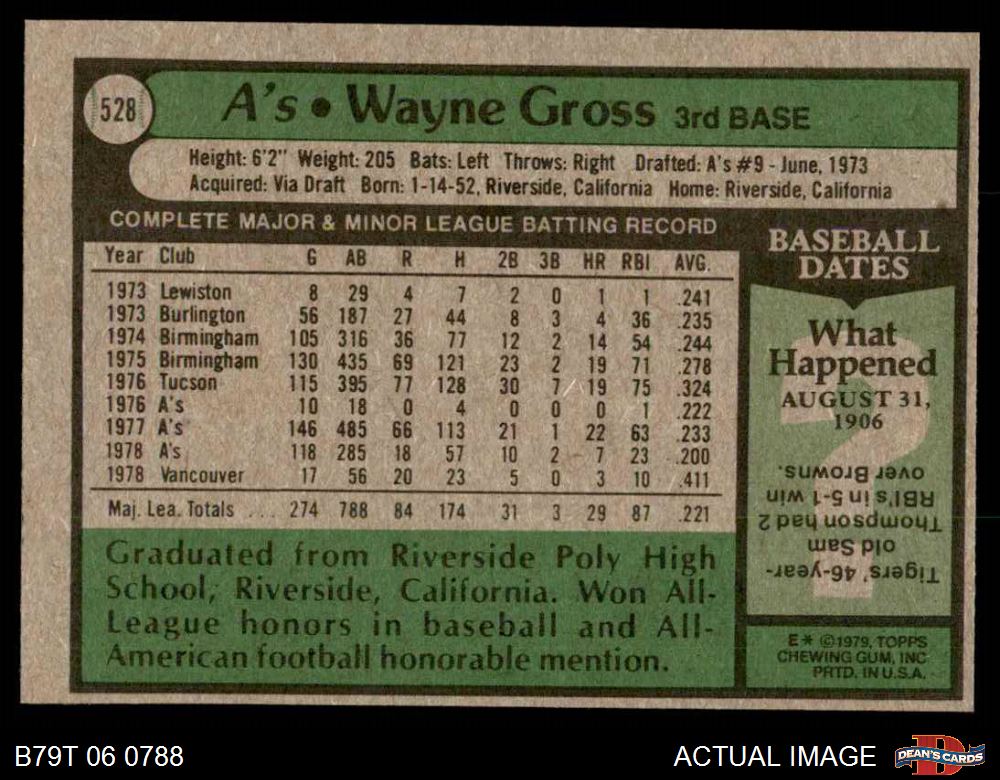 528
A's • Wayne Gross 3rd BASE
Height: 6'2" Weight: 205 Bats: Left Throws: Right Drafted: A's #9 - June, 1973
Acquired: Via Draft Born: 1-14-52, Riverside, California Home: Riverside, California
COMPLETE MAJOR & MINOR LEAGUE BATTING RECORD
Year Club G AB R H 2B 3B HR RBI AVG.
1973 Lewiston 8 29 4 7 2 0 1 1 .241
1973 Burlington 56 187 27 44 8 3 4 36 .235
1974 Birmingham 105 316 36 77 12 2 14 54 .244
1975 Birmingham 130 435 69 121 23 2 19 71 .278
1976 Tucson 115 395 77 128 30 7 19 75 .324
1976 A's 10 18 0 4 0 0 0 1 .222
1977 A's 146 485 66 113 21 1 22 63 .233
1978 A's 118 285 18 57 10 2 7 23 .200
1978 Vancouver 17 56 20 23 5 0 3 10 .411
Maj. Lea. Totals ... 274 788 84 174 31 3 29 87 .221
Graduated from Riverside Poly High
School, Riverside, California. Won All-
League honors in baseball and All-
American football honorable mention.
BASEBALL
DATES
What
Happened
AUGUST 31,
1906
?
Tigers' 46-year-
old Sam
Thompson had 2
RBI's in 5-1 win
over Browns.
E* ©1979, TOPPS
CHEWING GUM, INC
PRTD. IN U.S.A.
B79T 06 0788
ACTUAL IMAGE
D
DEAN'S CARDS